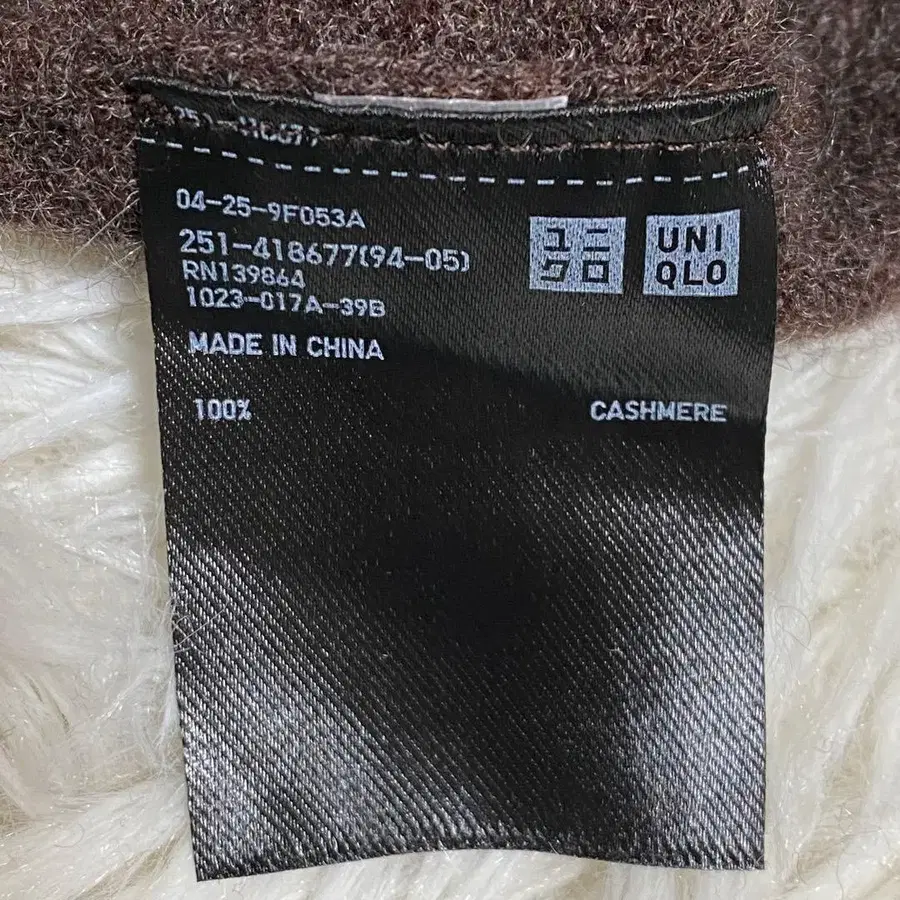 04-25-9F053A
251-418677(94-05)
RN139864
1023-017A-39B
MADE IN CHINA
ユニ
クロ
UNI
QLO
100% CASHMERE